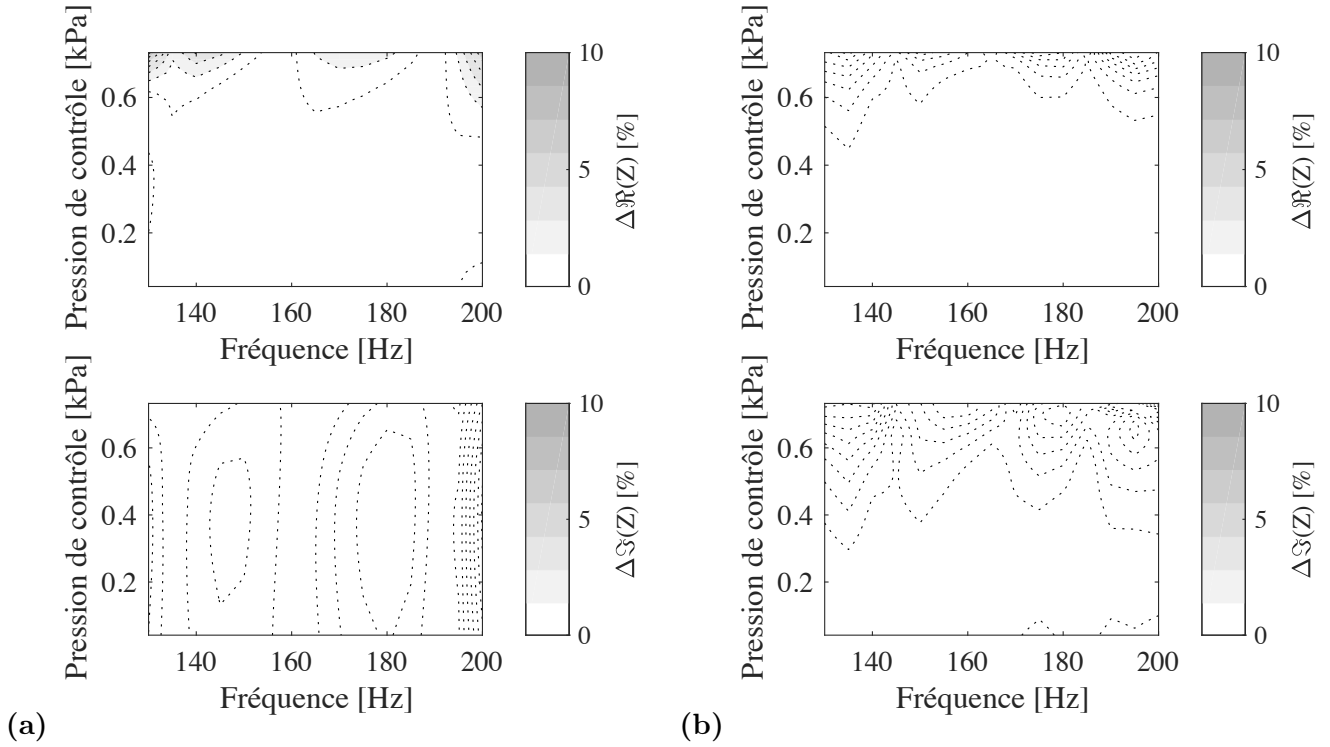 Pression de contrôle [kPa]
0.6
0.4
0.2
140 160 180 200
Fréquence [Hz]
10
5
0
Δℜ(Z) [%]
Pression de contrôle [kPa]
0.6
0.4
0.2
140 160 180 200
Fréquence [Hz]
10
5
0
Δℜ(Z) [%]
Pression de contrôle [kPa]
0.6
0.4
0.2
140 160 180 200
Fréquence [Hz]
10
5
0
Δℑ(Z) [%]
(a)
Pression de contrôle [kPa]
0.6
0.4
0.2
140 160 180 200
Fréquence [Hz]
10
5
0
Δℑ(Z) [%]
(b)